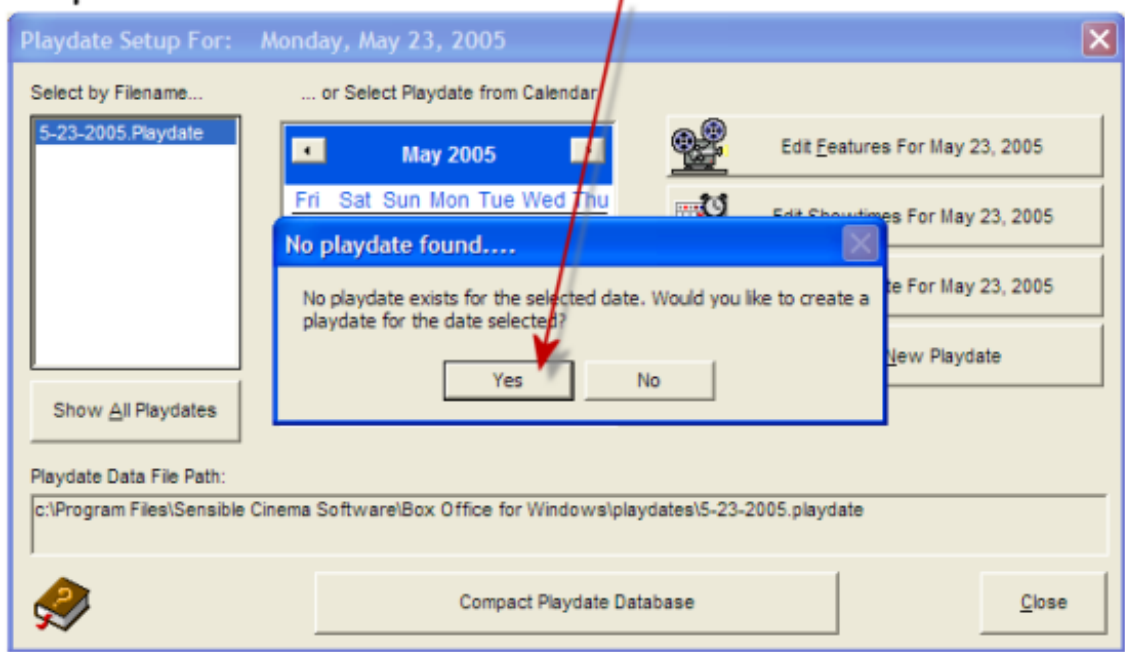 Playdate Setup For: Monday, May 23, 2005
Select by Filename...
... or Select Playdate from Calendar
5-23-2005.Playdate
May 2005
Fri Sat Sun Mon Tue Wed Thu
Edit Features For May 23, 2005
Edit Showtimes For May 23, 2005
For May 23, 2005
New Playdate
No playdate found....
No playdate exists for the selected date. Would you like to create a
playdate for the date selected?
Yes
No
Show All Playdates
Playdate Data File Path:
c:\Program Files\Sensible Cinema Software\Box Office for Windows\playdates\5-23-2005.playdate
Compact Playdate Database
Close